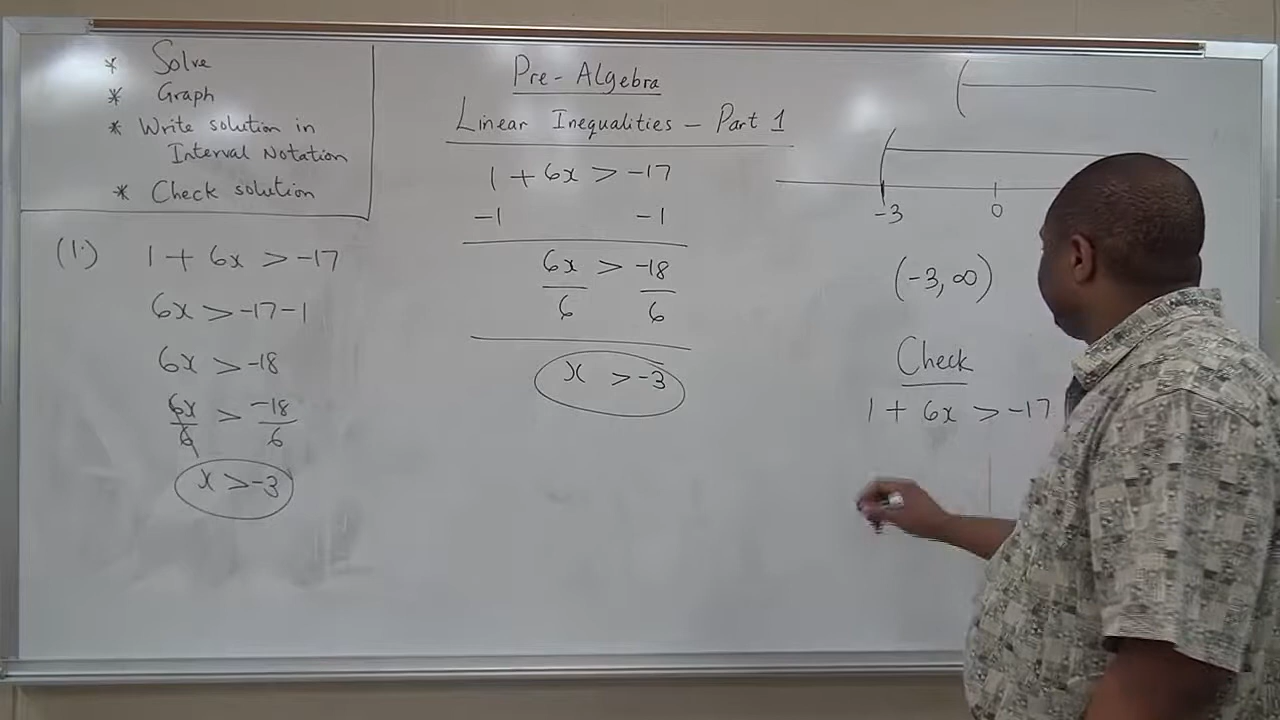 * Solve
* Graph
* Write solution in
Interval Notation
* Check solution
Pre-Algebra
Linear Inequalities - Part 1
(1.) 1 + 6x > -17
6x > -17-1
6x > -18
6x/6 > -18/6
x > -3
1 + 6x > -17
-1 -1
6x > -18
6 6
x > -3
-3 0
(-3, ∞)
Check
1 + 6x > -17